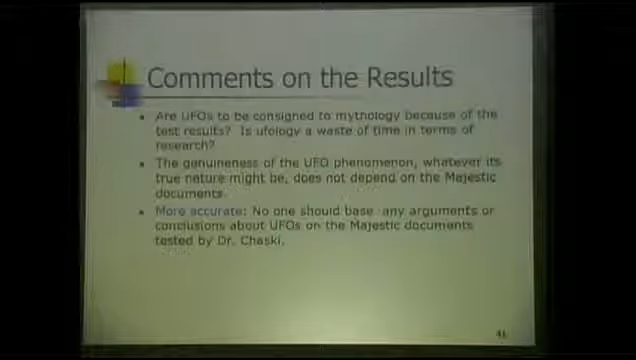 Comments on the Results
• Are UFOs to be consigned to mythology because of the
test results? Is ufology a waste of time in terms of
research?
• The genuineness of the UFO phenomenon, whatever its
true nature might be, does not depend on the Majestic
documents.
• More accurate: No one should base any arguments or
conclusions about UFOs on the Majestic documents
tested by Dr. Chaski.
41